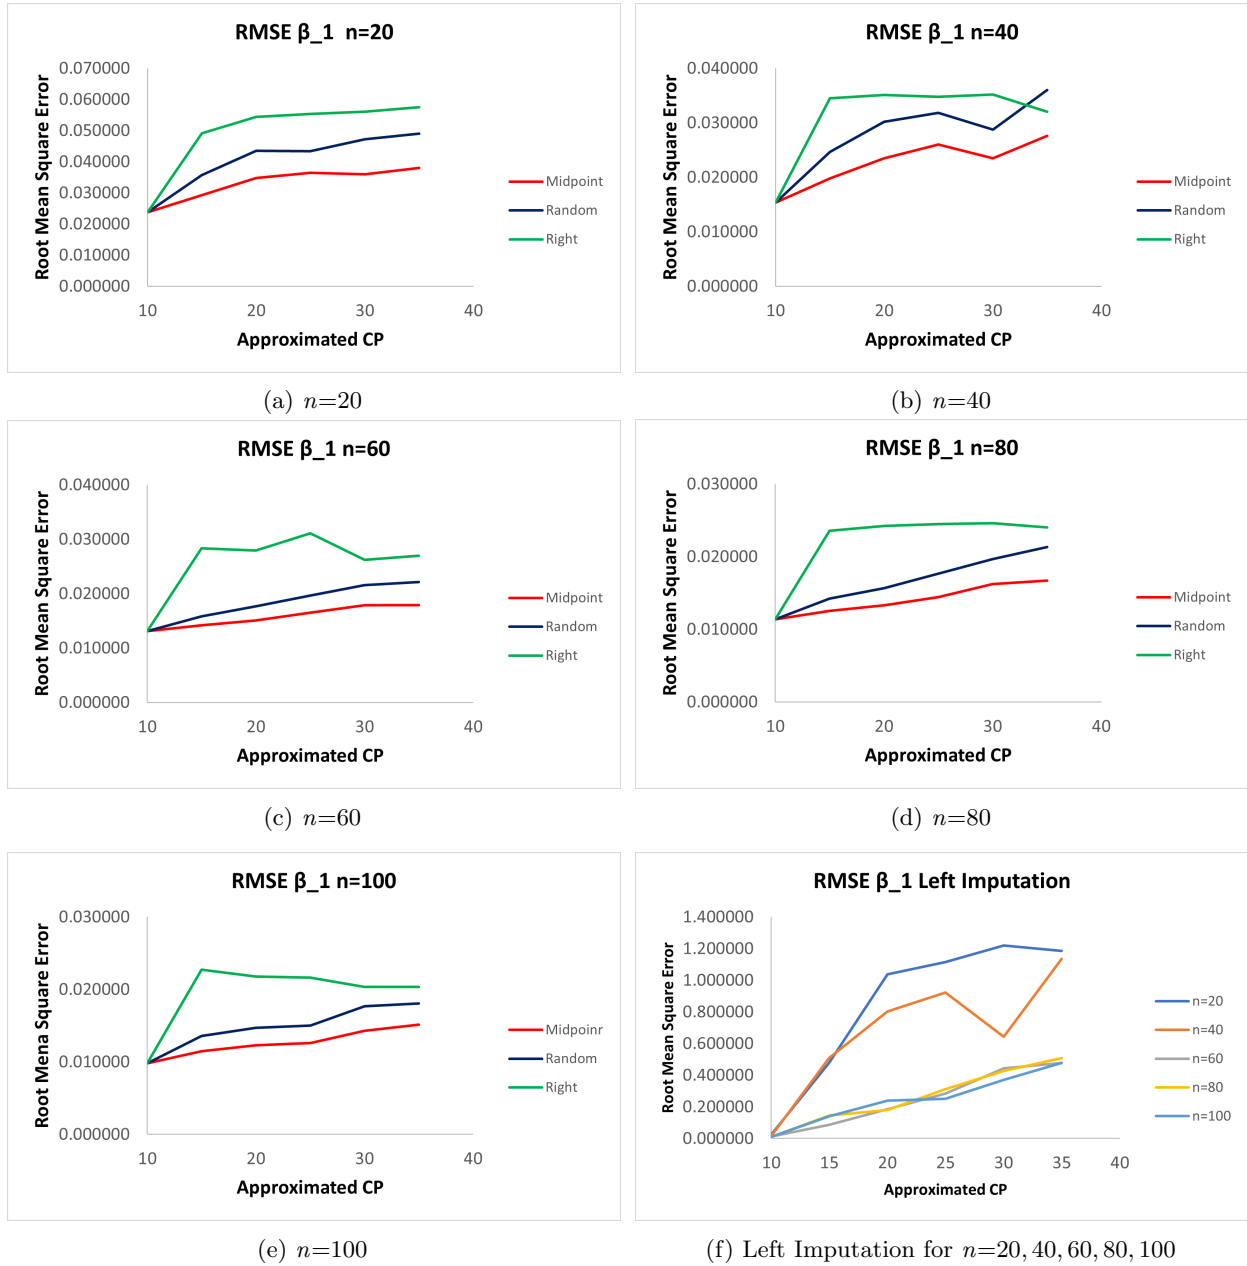 RMSE β_1  n=20
Root Mean Square Error
0.070000
0.060000
0.050000
0.040000
0.030000
0.020000
0.010000
0.000000
10 20 30 40
Approximated CP
Midpoint
Random
Right
(a) n=20
RMSE β_1 n=40
Root Mean Square Error
0.040000
0.030000
0.020000
0.010000
0.000000
10 20 30 40
Approximated CP
Midpoint
Random
Right
(b) n=40
RMSE β_1 n=60
Root Mean Square Error
0.040000
0.030000
0.020000
0.010000
0.000000
10 20 30 40
Approximated CP
Midpoint
Random
Right
(c) n=60
RMSE β_1 n=80
Root Mean Square Error
0.030000
0.020000
0.010000
0.000000
10 20 30 40
Approximated CP
Midpoint
Random
Right
(d) n=80
RMSE β_1 n=100
Root Mena Square Error
0.030000
0.020000
0.010000
0.000000
10 20 30 40
Approximated CP
Midpoinr
Random
Right
(e) n=100
RMSE β_1 Left Imputation
Root Mean Square Error
1.400000
1.200000
1.000000
0.800000
0.600000
0.400000
0.200000
0.000000
10 15 20 25 30 35 40
Approximated CP
n=20
n=40
n=60
n=80
n=100
(f) Left Imputation for n=20, 40, 60, 80, 100